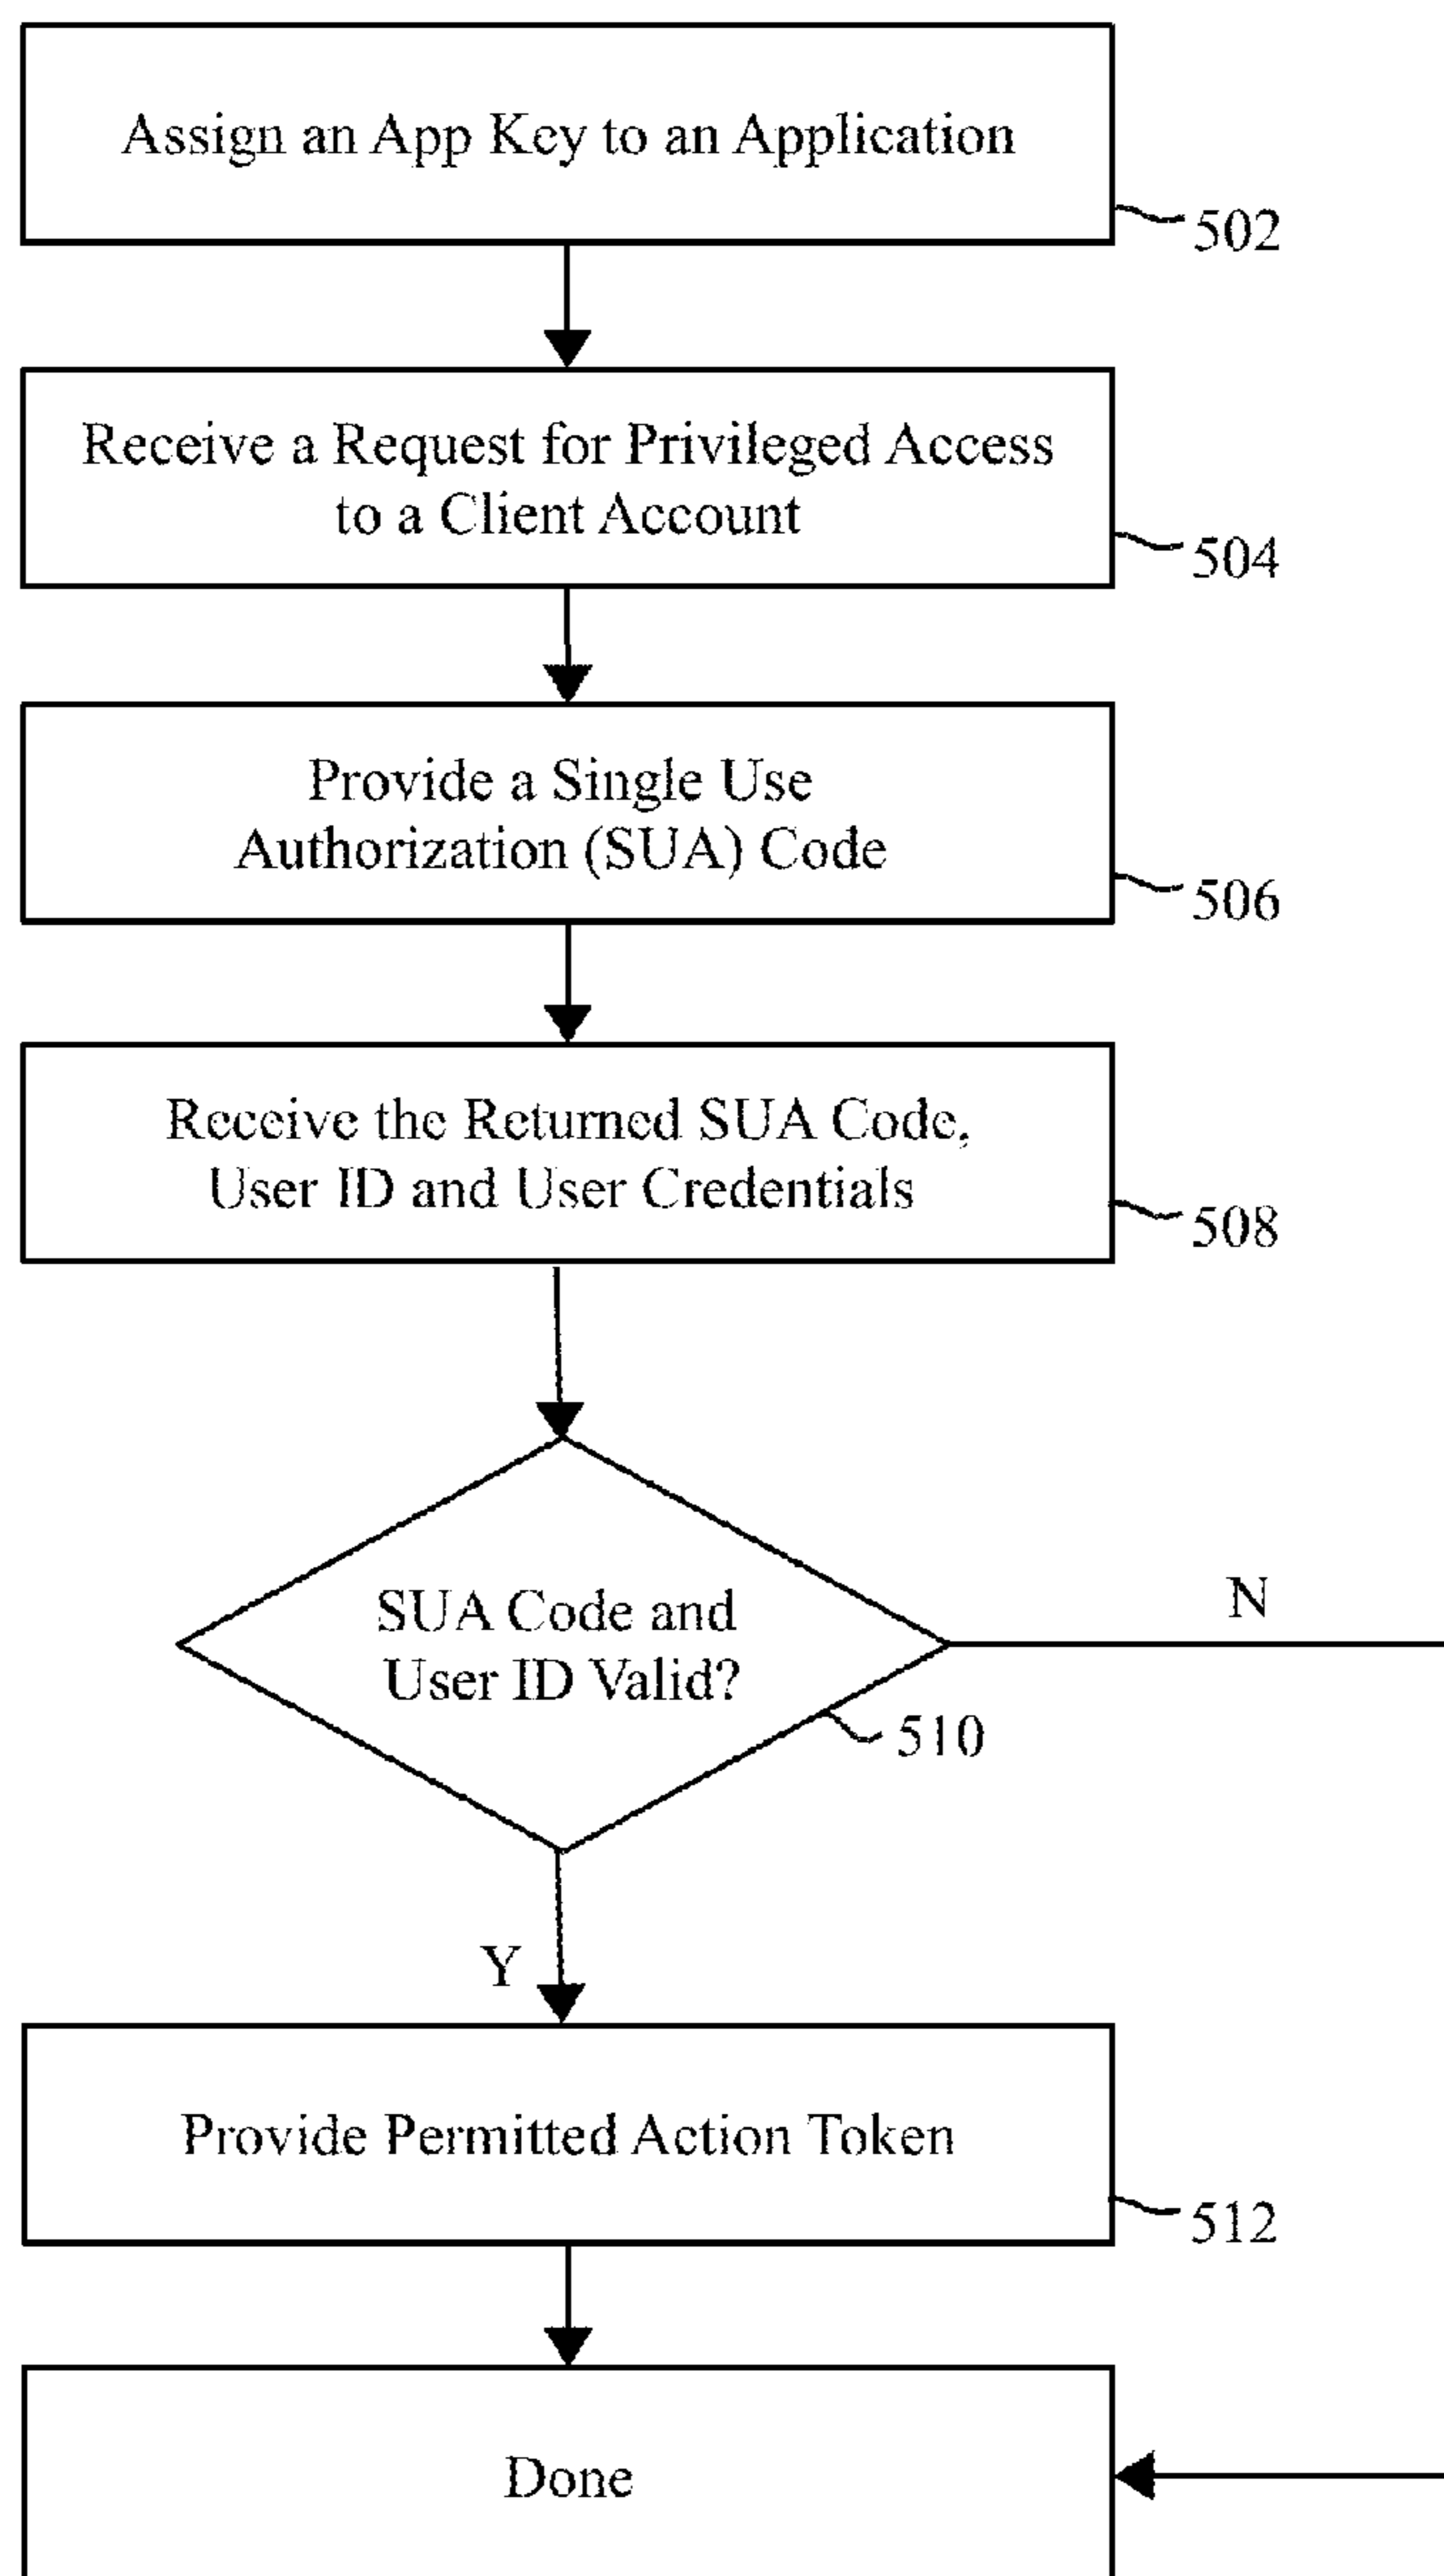 Assign an App Key to an Application
502
Receive a Request for Privileged Access
to a Client Account
504
Provide a Single Use
Authorization (SUA) Code
506
Receive the Returned SUA Code,
User ID and User Credentials
508
SUA Code and
User ID Valid?
510
N
Y
Provide Permitted Action Token
512
Done